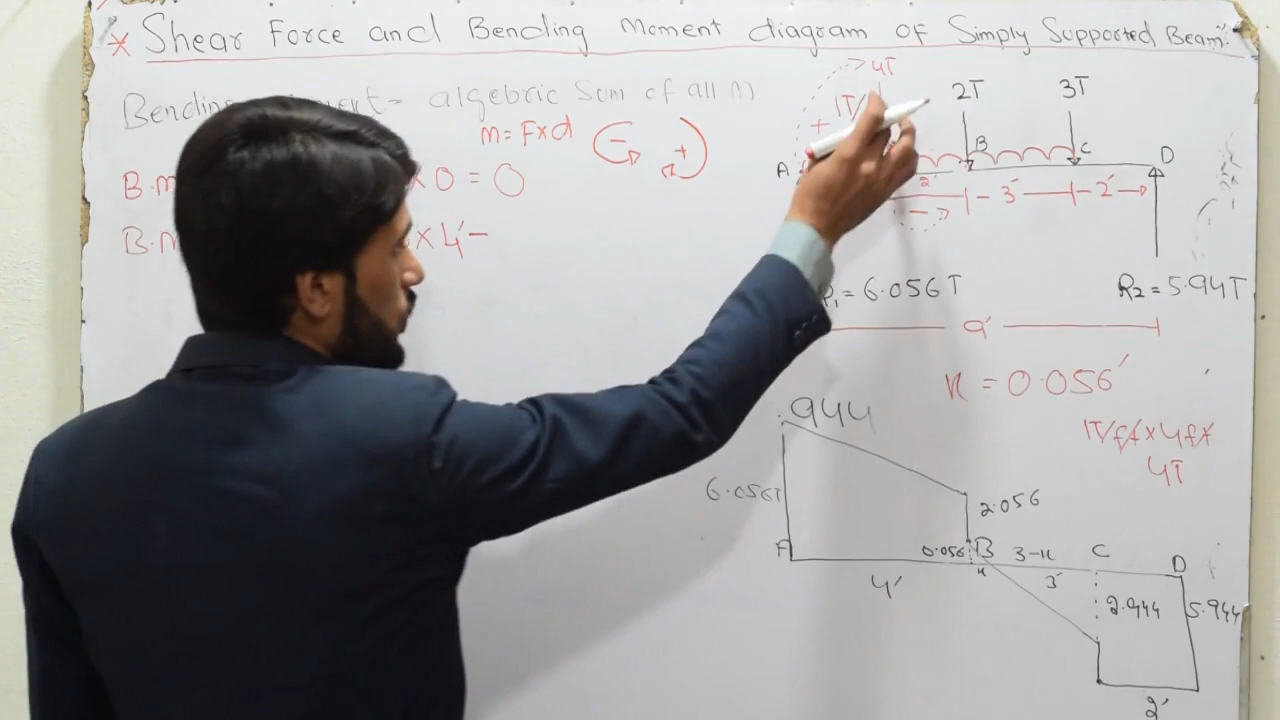 * Shear Force and Bending Moment diagram of Simply Supported Beam:
= algebric Sum of all M
M = F×d
-
+
B.M × 0 = 0
B.M × 4' -
4T
1T/
+
2T
3T
A
B
C
D
2'
3'
2'
R1 = 6.056T
R2 = 5.94T
9'
x = 0.056'
1T/ft×4ft
4T
.944
6.056T
2.056
0.056
B
3-x
C
D
4'
x
3'
2.944
5.944
2'